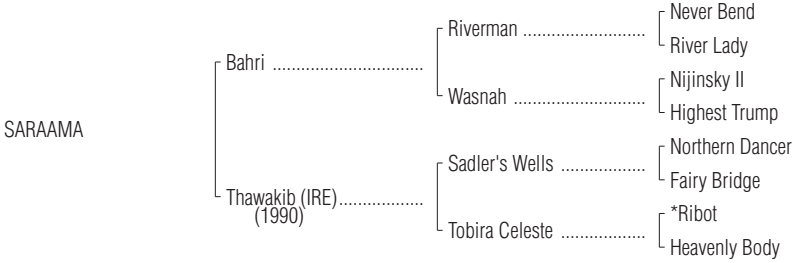 Never Bend
Riverman ............................
River Lady
Bahri ..................................
Nijinsky II
Wasnah ..............................
Highest Trump
SARAAMA
Northern Dancer
Sadler's Wells ...................
Fairy Bridge
Thawakib (IRE)...................
(1990)
*Ribot
Tobira Celeste ...................
Heavenly Body